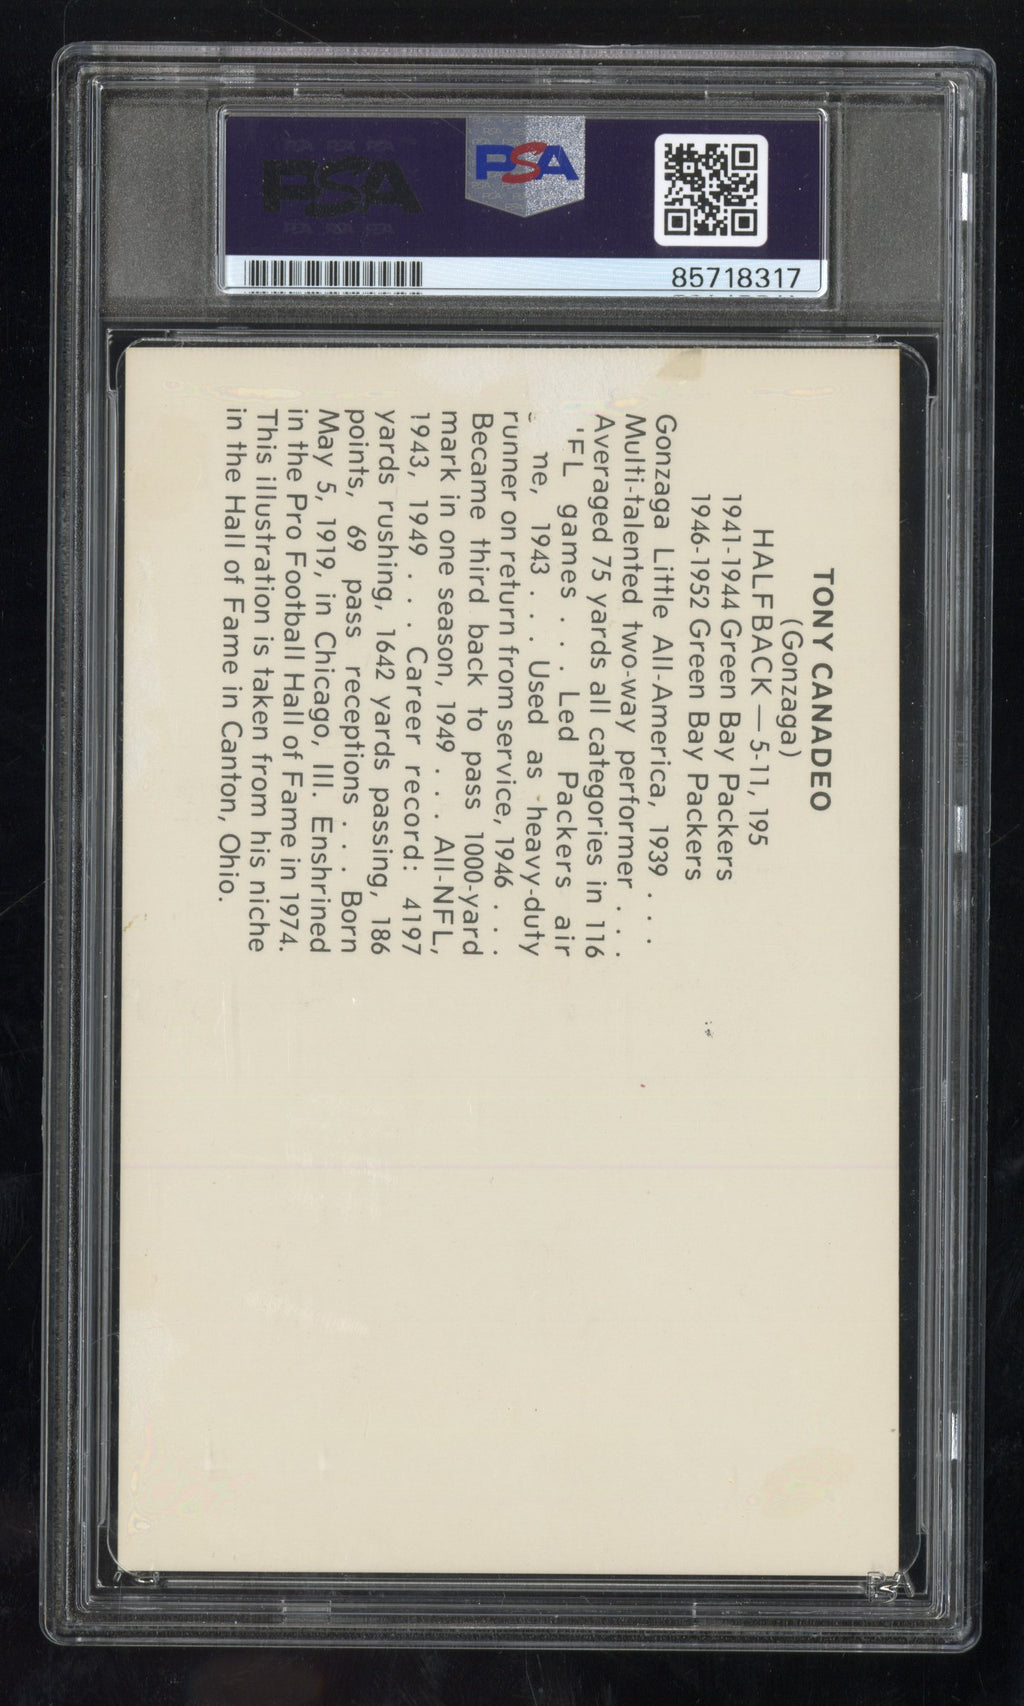 PSA
PSA
85718317
TONY CANADEO
(Gonzaga)
HALFBACK — 5-11, 195
1941-1944 Green Bay Packers
1946-1952 Green Bay Packers
Gonzaga Little All-America, 1939 . . .
Multi-talented two-way performer . . .
Averaged 75 yards all categories in 116
FL games . . . Led Packers air
me, 1943 . . . Used as heavy-duty
runner on return from service, 1946 . . .
Became third back to pass 1000-yard
mark in one season, 1949 . . . All-NFL,
1943, 1949 . . . Career record: 4197
yards rushing, 1642 yards passing, 186
points, 69 pass receptions . . . Born
May 5, 1919, in Chicago, Ill. Enshrined
in the Pro Football Hall of Fame in 1974.
This illustration is taken from his niche
in the Hall of Fame in Canton, Ohio.
PSA